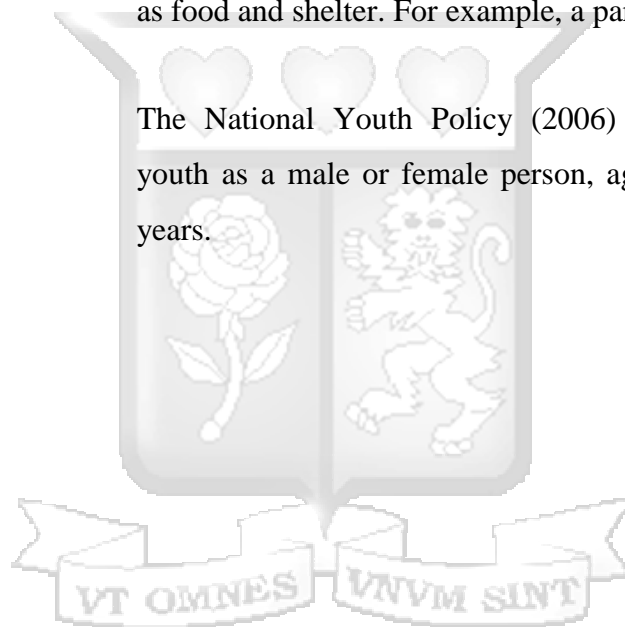 as food and shelter. For example, a pa
The National Youth Policy (2006)
youth as a male or female person, ag
years.
VT OMNES VNVM SINT